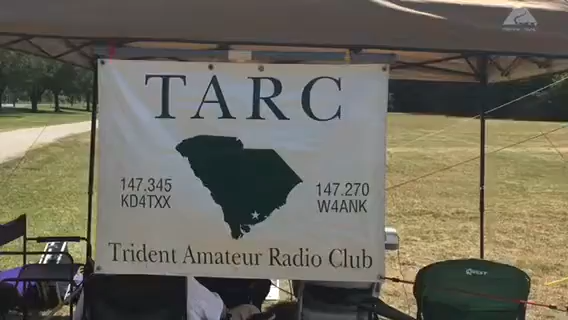 TARC
147.345
KD4TXX
147.270
W4ANK
Trident Amateur Radio Club